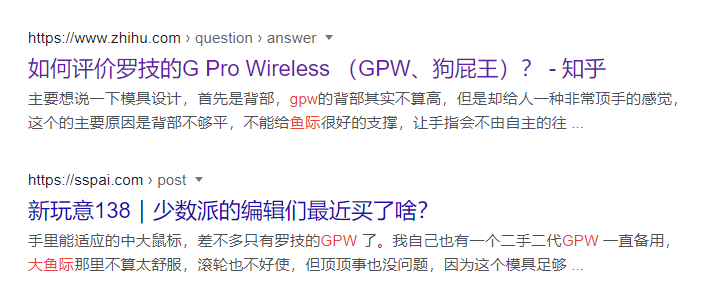 https://www.zhihu.com › question › answer
如何评价罗技的G Pro Wireless （GPW、狗屁王）？ - 知乎
主要想说一下模具设计，首先是背部，gpw的背部其实不算高，但是却给人一种非常顶手的感觉，
这个的主要原因是背部不够平，不能给鱼际很好的支撑，让手指会不由自主的往 ...
https://sspai.com › post
新玩意138｜少数派的编辑们最近买了啥？
手里能适应的中大鼠标，差不多只有罗技的GPW 了。我自己也有一个二手二代GPW 一直备用，
大鱼际那里不算太舒服，滚轮也不好使，但顶顶事也没问题，因为这个模具足够 ...